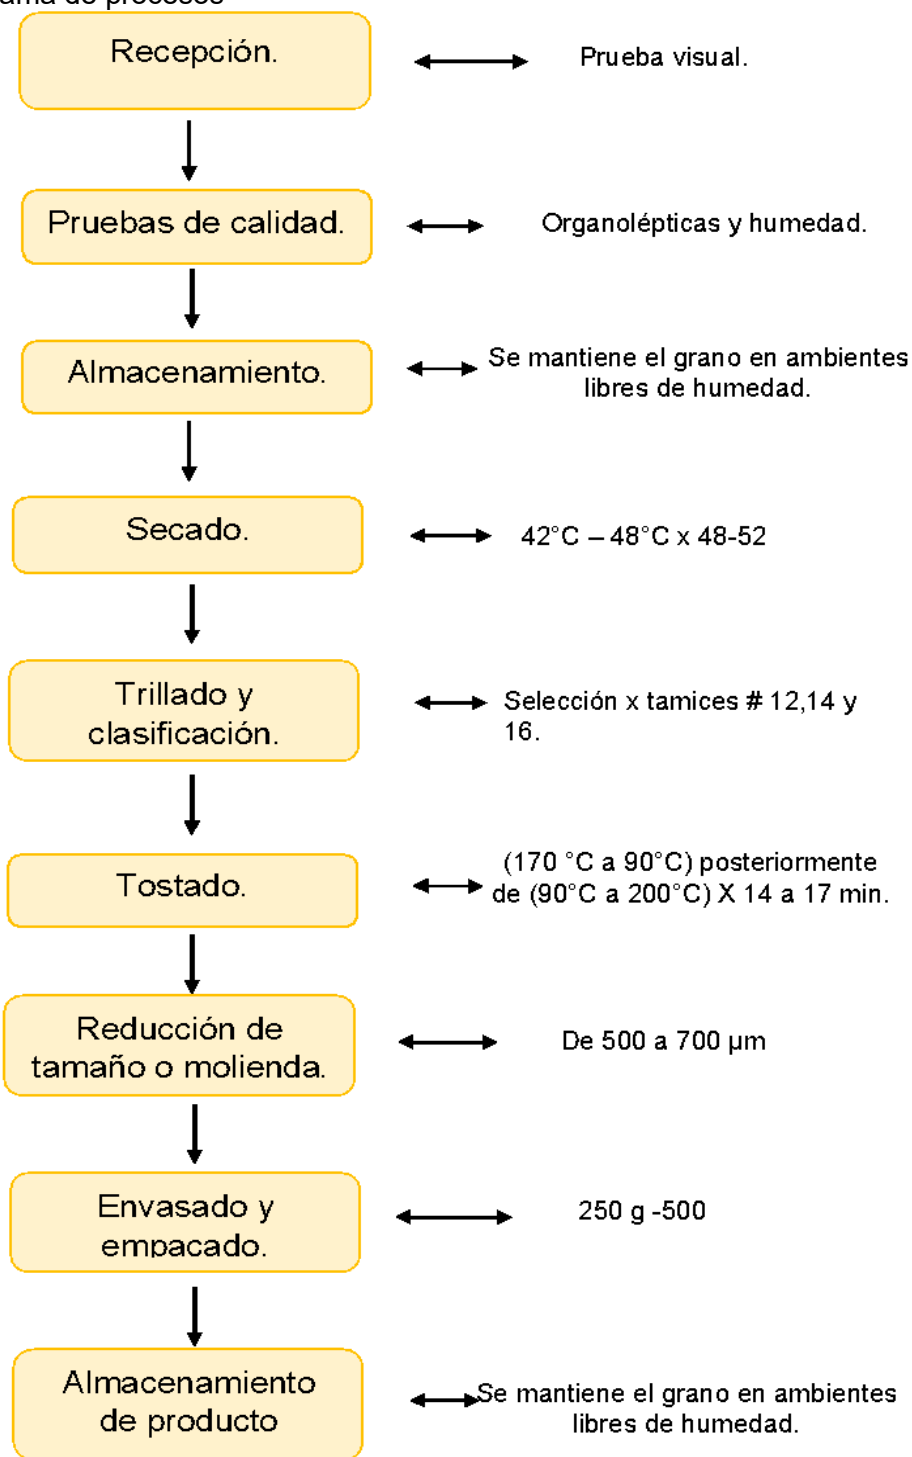 de procesos
Recepción.
Prueba visual.
Pruebas de calidad.
Organolépticas y humedad.
Almacenamiento.
Se mantiene el grano en ambientes
libres de humedad.
Secado.
42°C – 48°C x 48-52
Trillado y
clasificación.
Selección x tamices # 12,14 y
16.
Tostado.
(170 °C a 90°C) posteriormente
de (90°C a 200°C) X 14 a 17 min.
Reducción de
tamaño o molienda.
De 500 a 700 µm
Envasado y
empacado.
250 g -500
Almacenamiento
de producto
Se mantiene el grano en ambientes
libres de humedad.